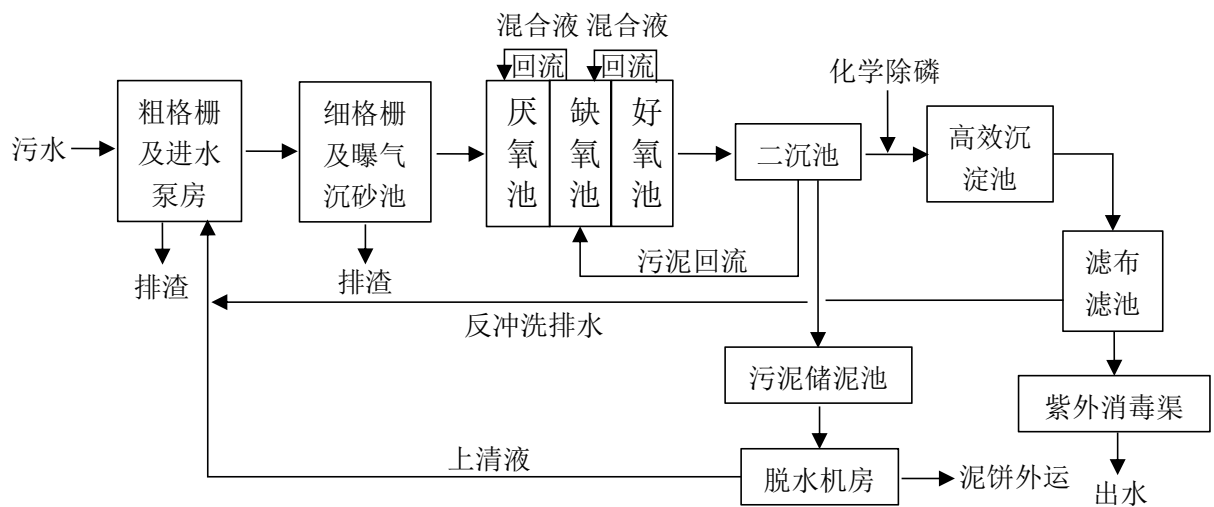 混合液
混合液
回流
回流
化学除磷
污水
粗格栅
及进水
泵房
细格栅
及曝气
沉砂池
厌氧池
缺氧池
好氧池
二沉池
高效沉
淀池
排渣
排渣
污泥回流
滤布
滤池
反冲洗排水
污泥储泥池
紫外消毒渠
上清液
脱水机房
泥饼外运
出水